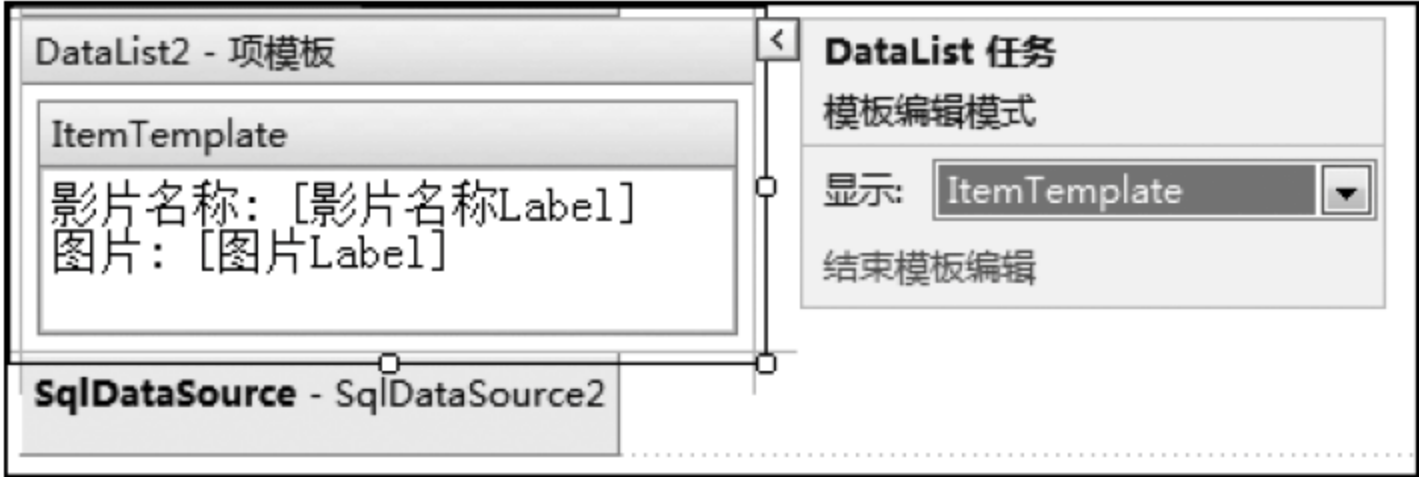 DataList2 - 项模板
ItemTemplate
影片名称: [影片名称Label]
图片: [图片Label]
SqlDataSource - SqlDataSource2
DataList 任务
模板编辑模式
显示: ItemTemplate
结束模板编辑